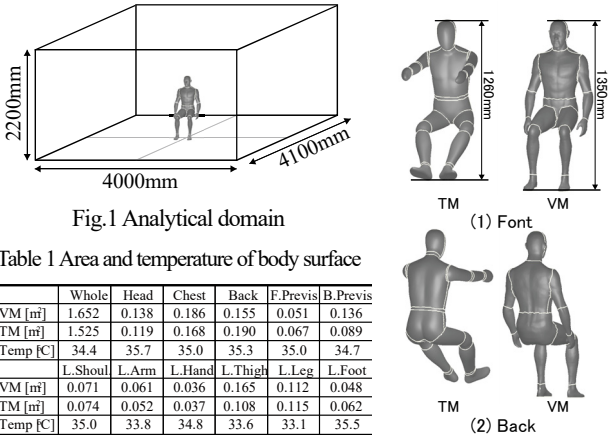 2200mm
4000mm
4100mm
Fig.1 Analytical domain
Table 1 Area and temperature of body surface
Whole Head Chest Back F.Previs B.Previs
VM [㎡] 1.652 0.138 0.186 0.155 0.051 0.136
TM [㎡] 1.525 0.119 0.168 0.190 0.067 0.089
Temp [℃] 34.4 35.7 35.0 35.3 35.0 34.7
L.Shoul. L.Arm L.Hand L.Thigh L.Leg L.Foot
VM [㎡] 0.071 0.061 0.036 0.165 0.112 0.048
TM [㎡] 0.074 0.052 0.037 0.108 0.115 0.062
Temp [℃] 35.0 33.8 34.8 33.6 33.1 35.5
1260mm
1350mm
TM VM
(1) Font
TM VM
(2) Back